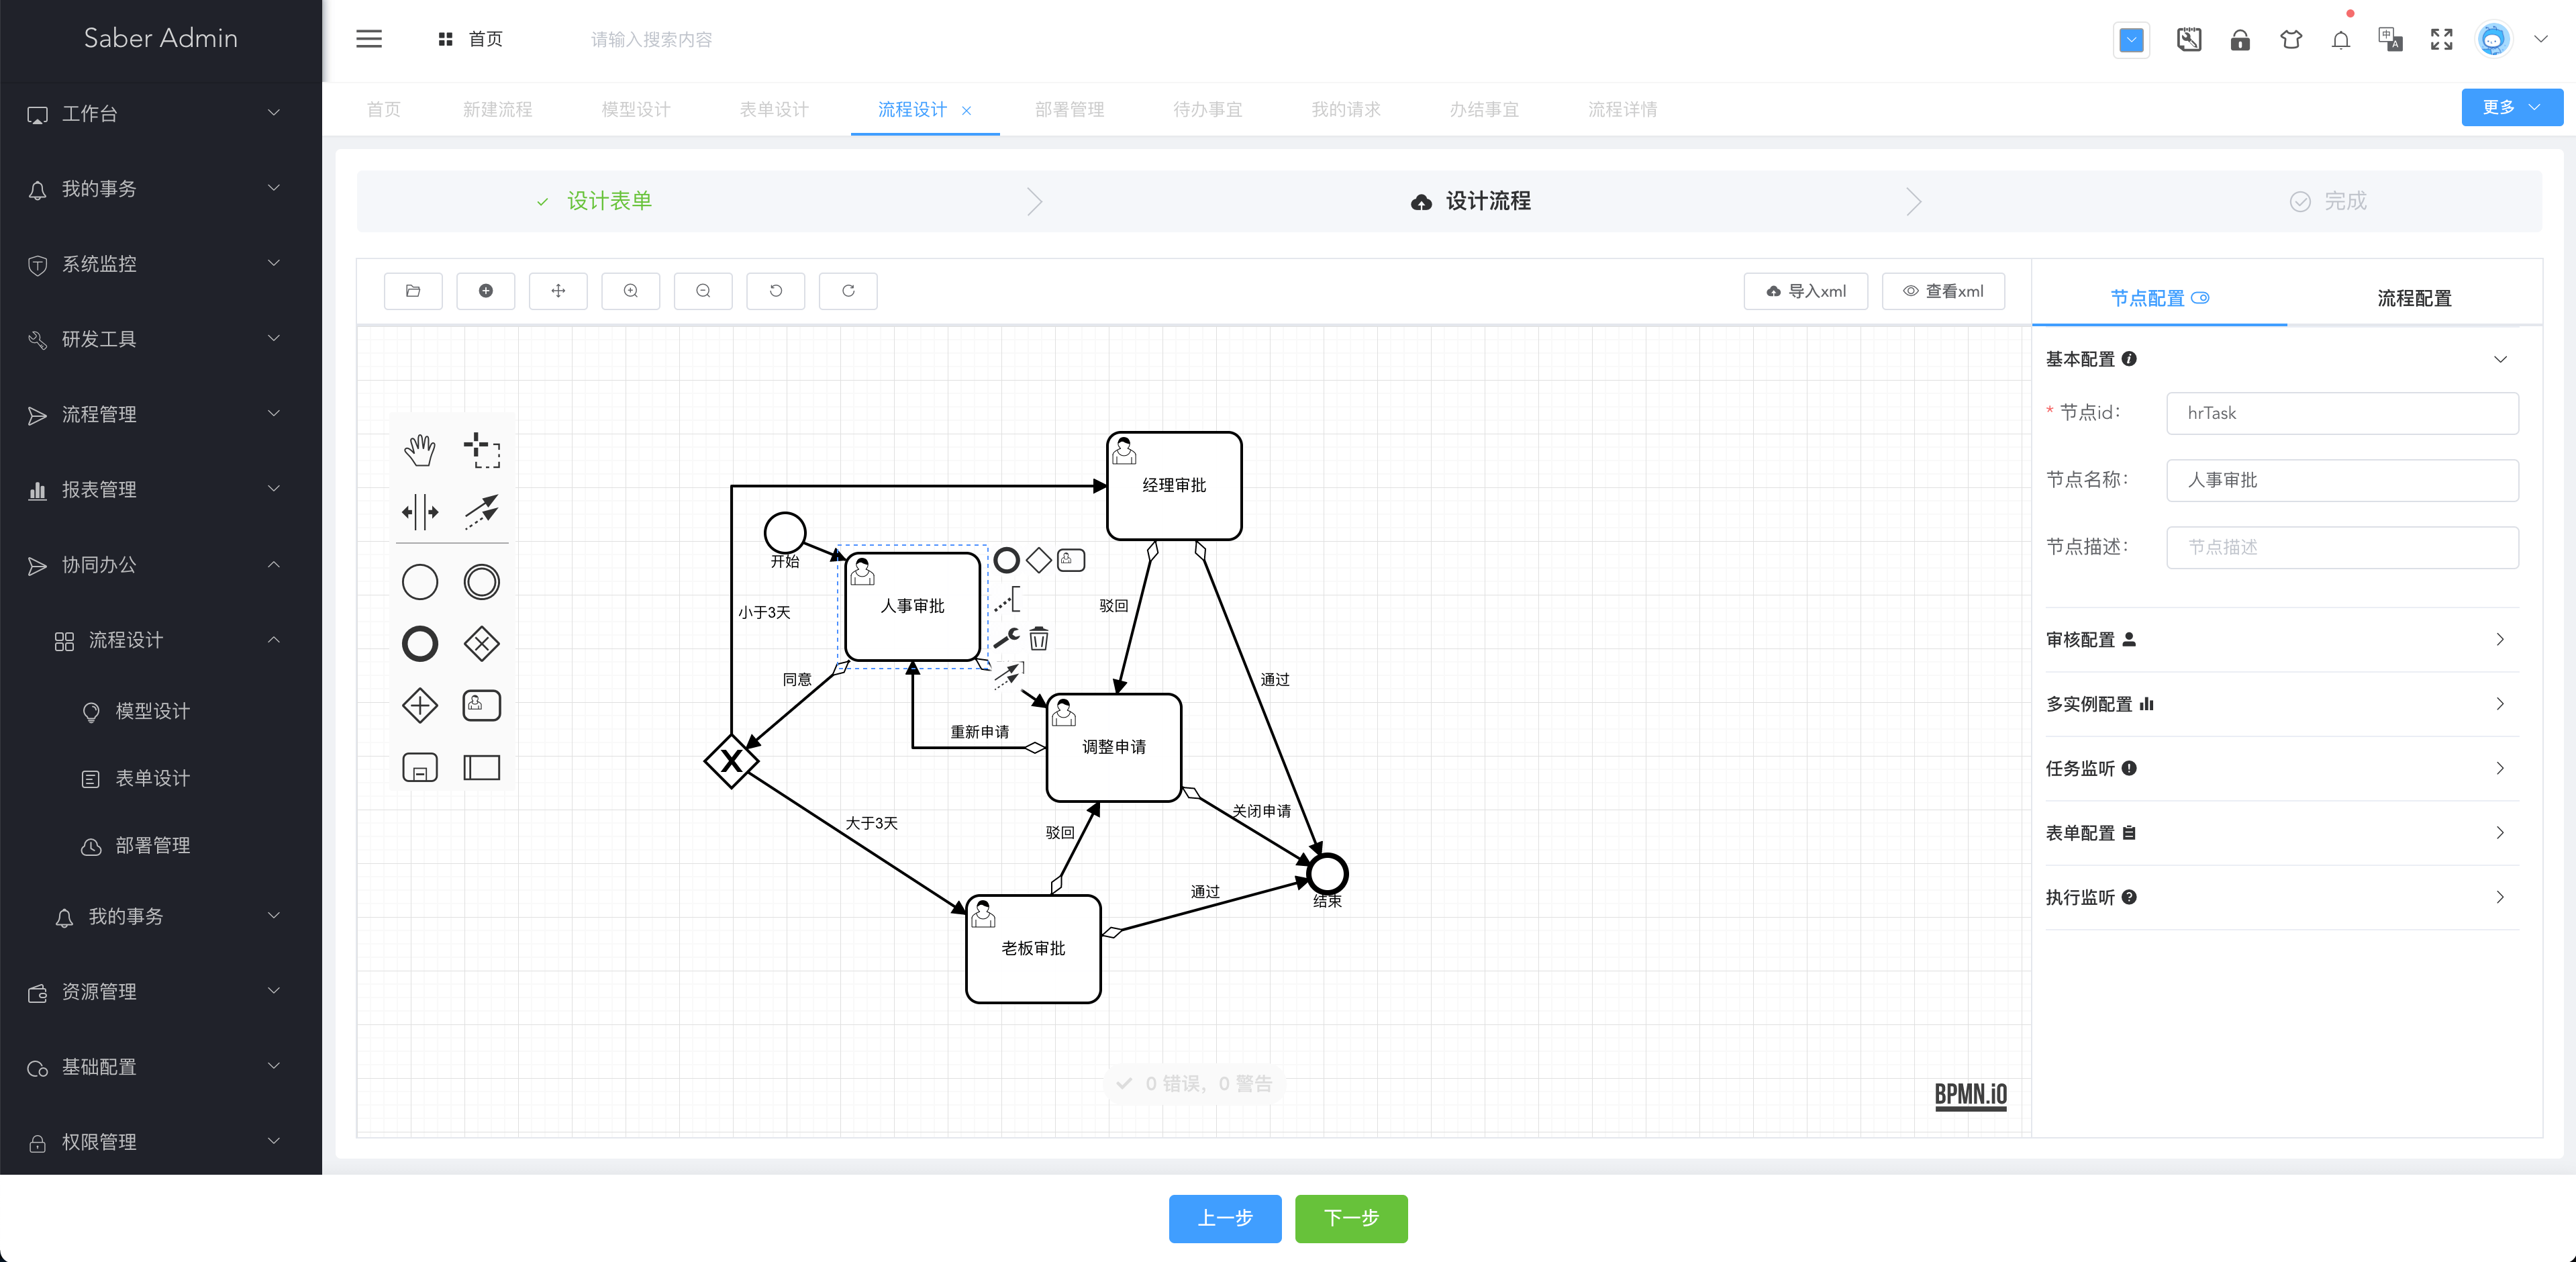 Saber Admin
首页
请输入搜索内容
工作台
我的事务
系统监控
研发工具
流程管理
报表管理
协同办公
流程设计
模型设计
表单设计
部署管理
我的事务
资源管理
基础配置
权限管理
首页 新建流程 模型设计 表单设计 流程设计 部署管理 待办事宜 我的请求 办结事宜 流程详情
更多
设计表单
设计流程
完成
导入xml
查看xml
经理审批
开始
人事审批
小于3天
驳回
同意
通过
重新申请
调整申请
X
关闭申请
大于3天
驳回
通过
结束
老板审批
0 错误, 0 警告
BPMN.iO
节点配置
流程配置
基本配置
* 节点id: hrTask
节点名称: 人事审批
节点描述: 节点描述
审核配置
多实例配置
任务监听
表单配置
执行监听
上一步
下一步